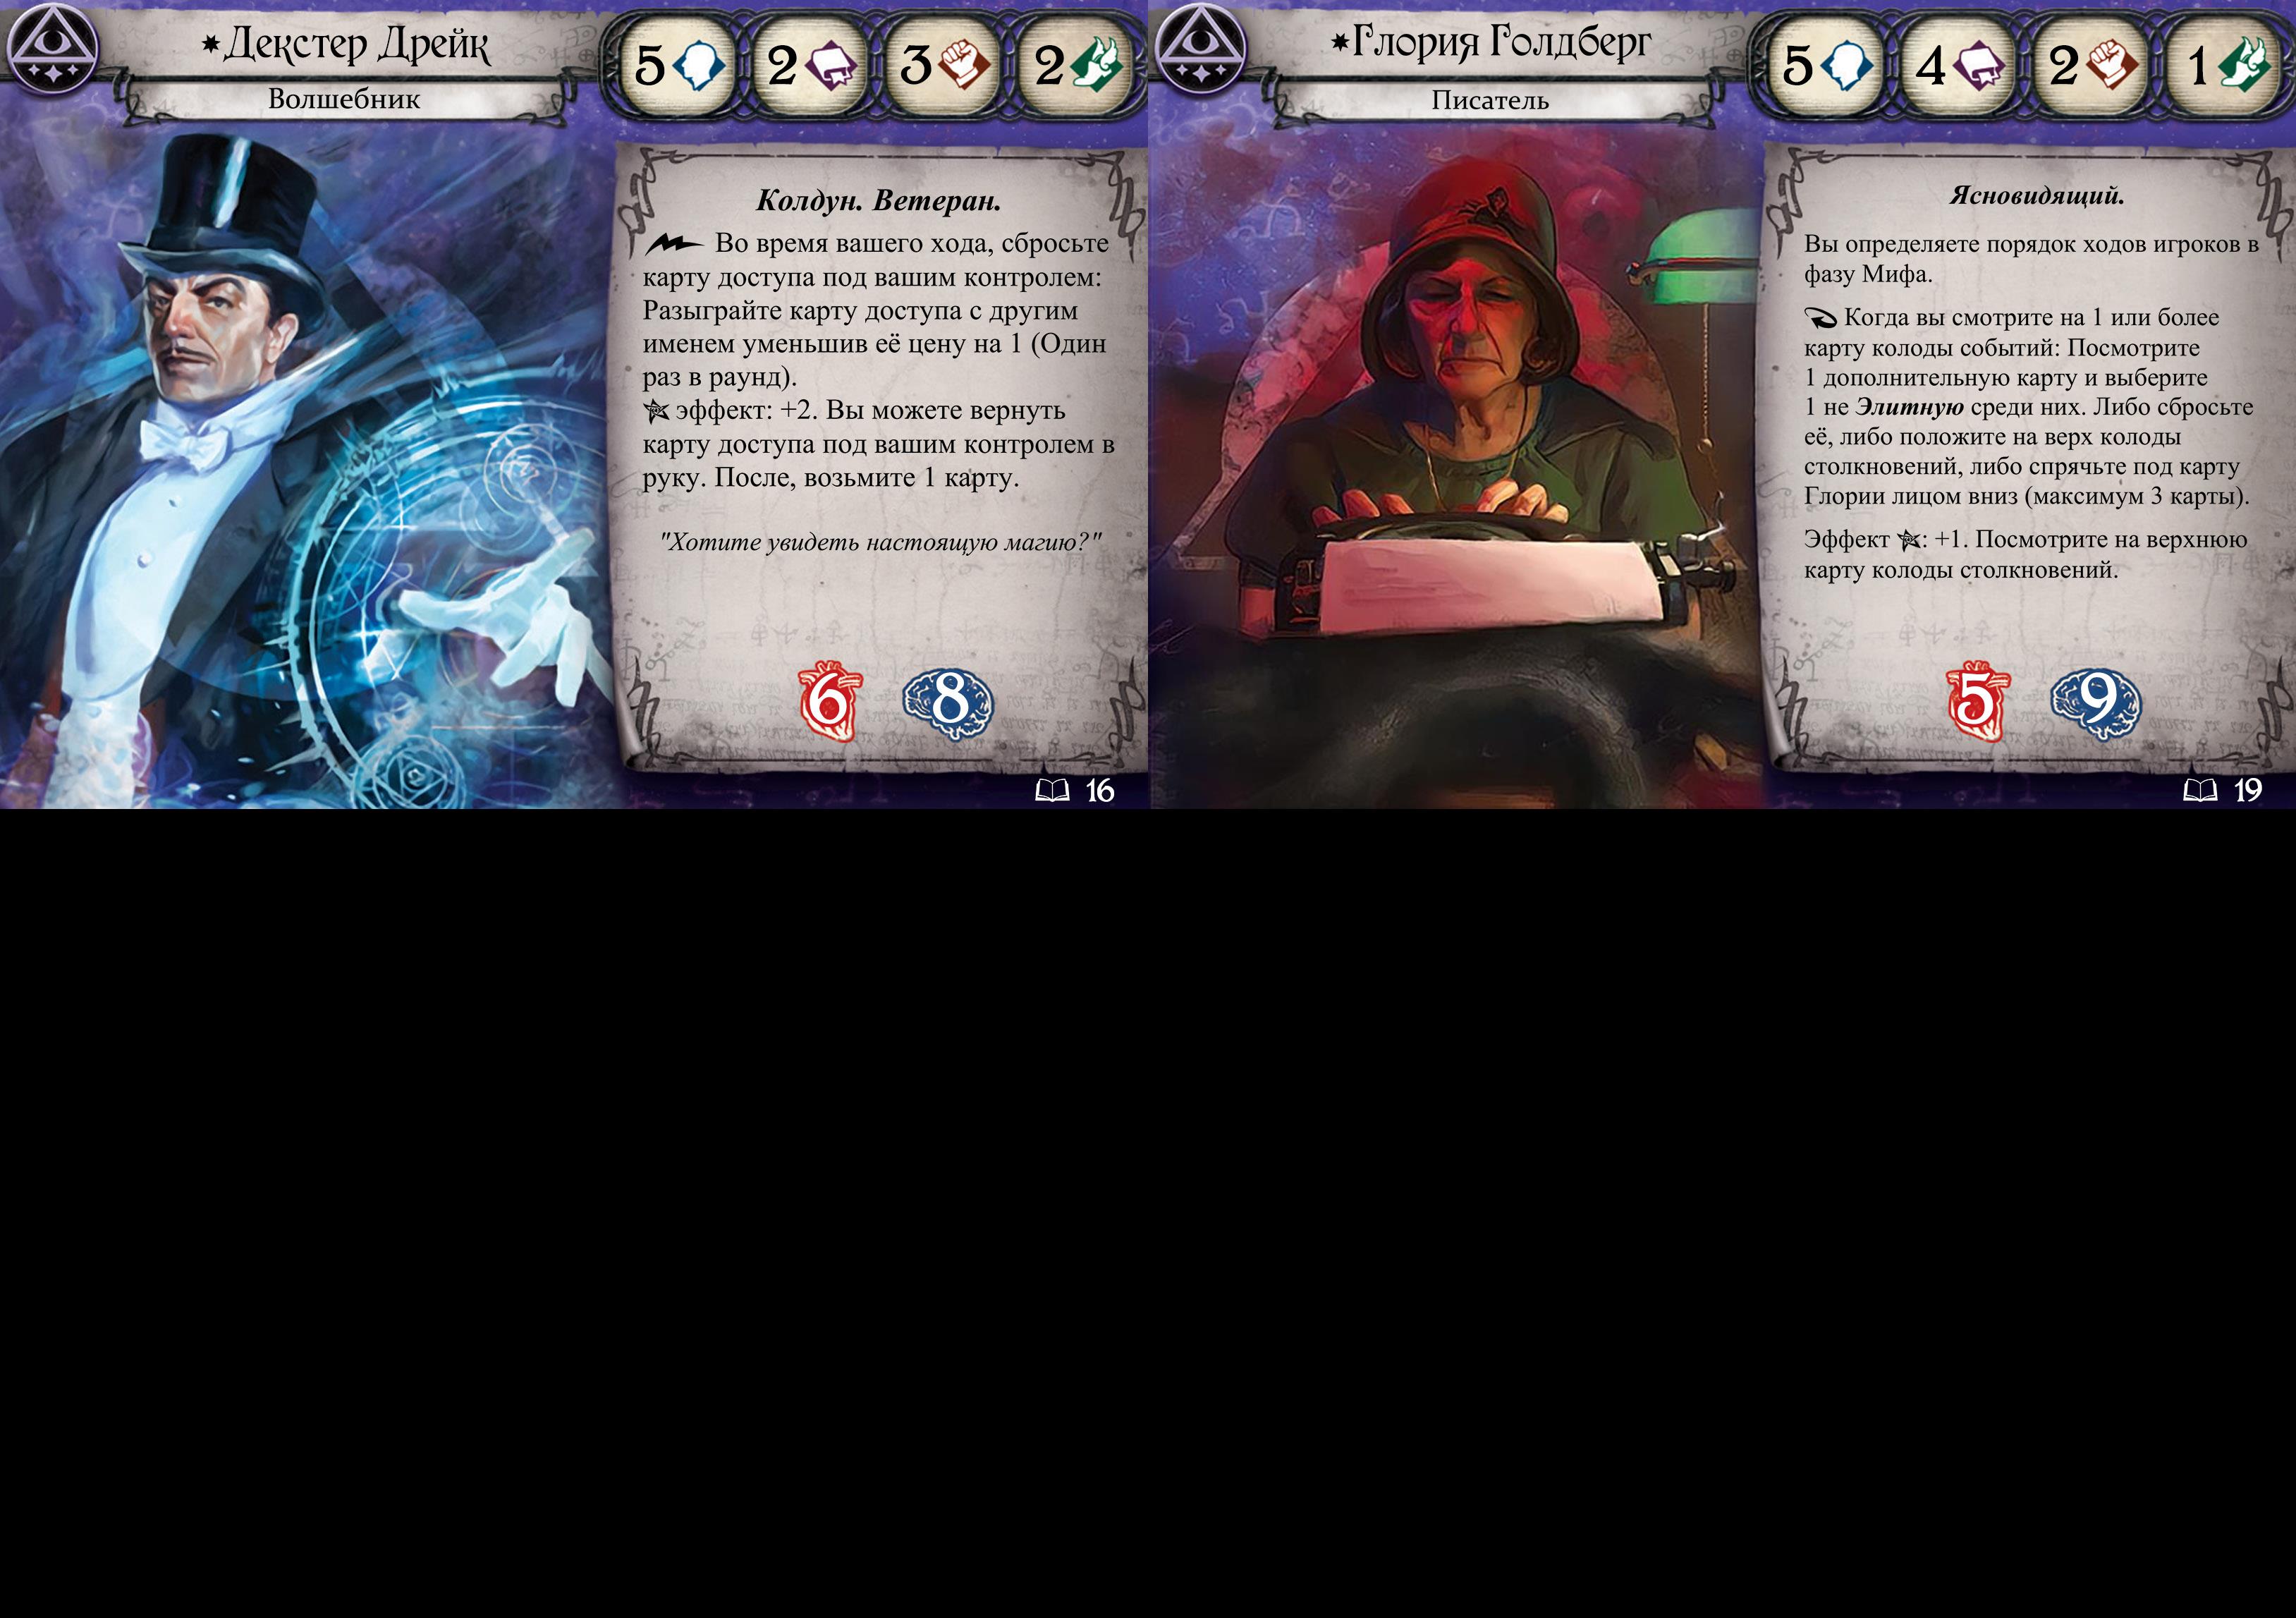 Декстер Дрейк
Волшебник
5 2 3 2
Колдун. Ветеран.
Во время вашего хода, сбросьте
карту доступа под вашим контролем:
Разыграйте карту доступа с другим
именем уменьшив её цену на 1 (Один
раз в раунд).
эффект: +2. Вы можете вернуть
карту доступа под вашим контролем в
руку. После, возьмите 1 карту.
"Хотите увидеть настоящую магию?"
6 8
16
Глория Голдберг
Писатель
5 4 2 1
Ясновидящий.
Вы определяете порядок ходов игроков в
фазу Мифа.
Когда вы смотрите на 1 или более
карту колоды событий: Посмотрите
1 дополнительную карту и выберите
1 не Элитную среди них. Либо сбросьте
её, либо положите на верх колоды
столкновений, либо спрячьте под карту
Глории лицом вниз (максимум 3 карты).
Эффект : +1. Посмотрите на верхнюю
карту колоды столкновений.
5 9
19